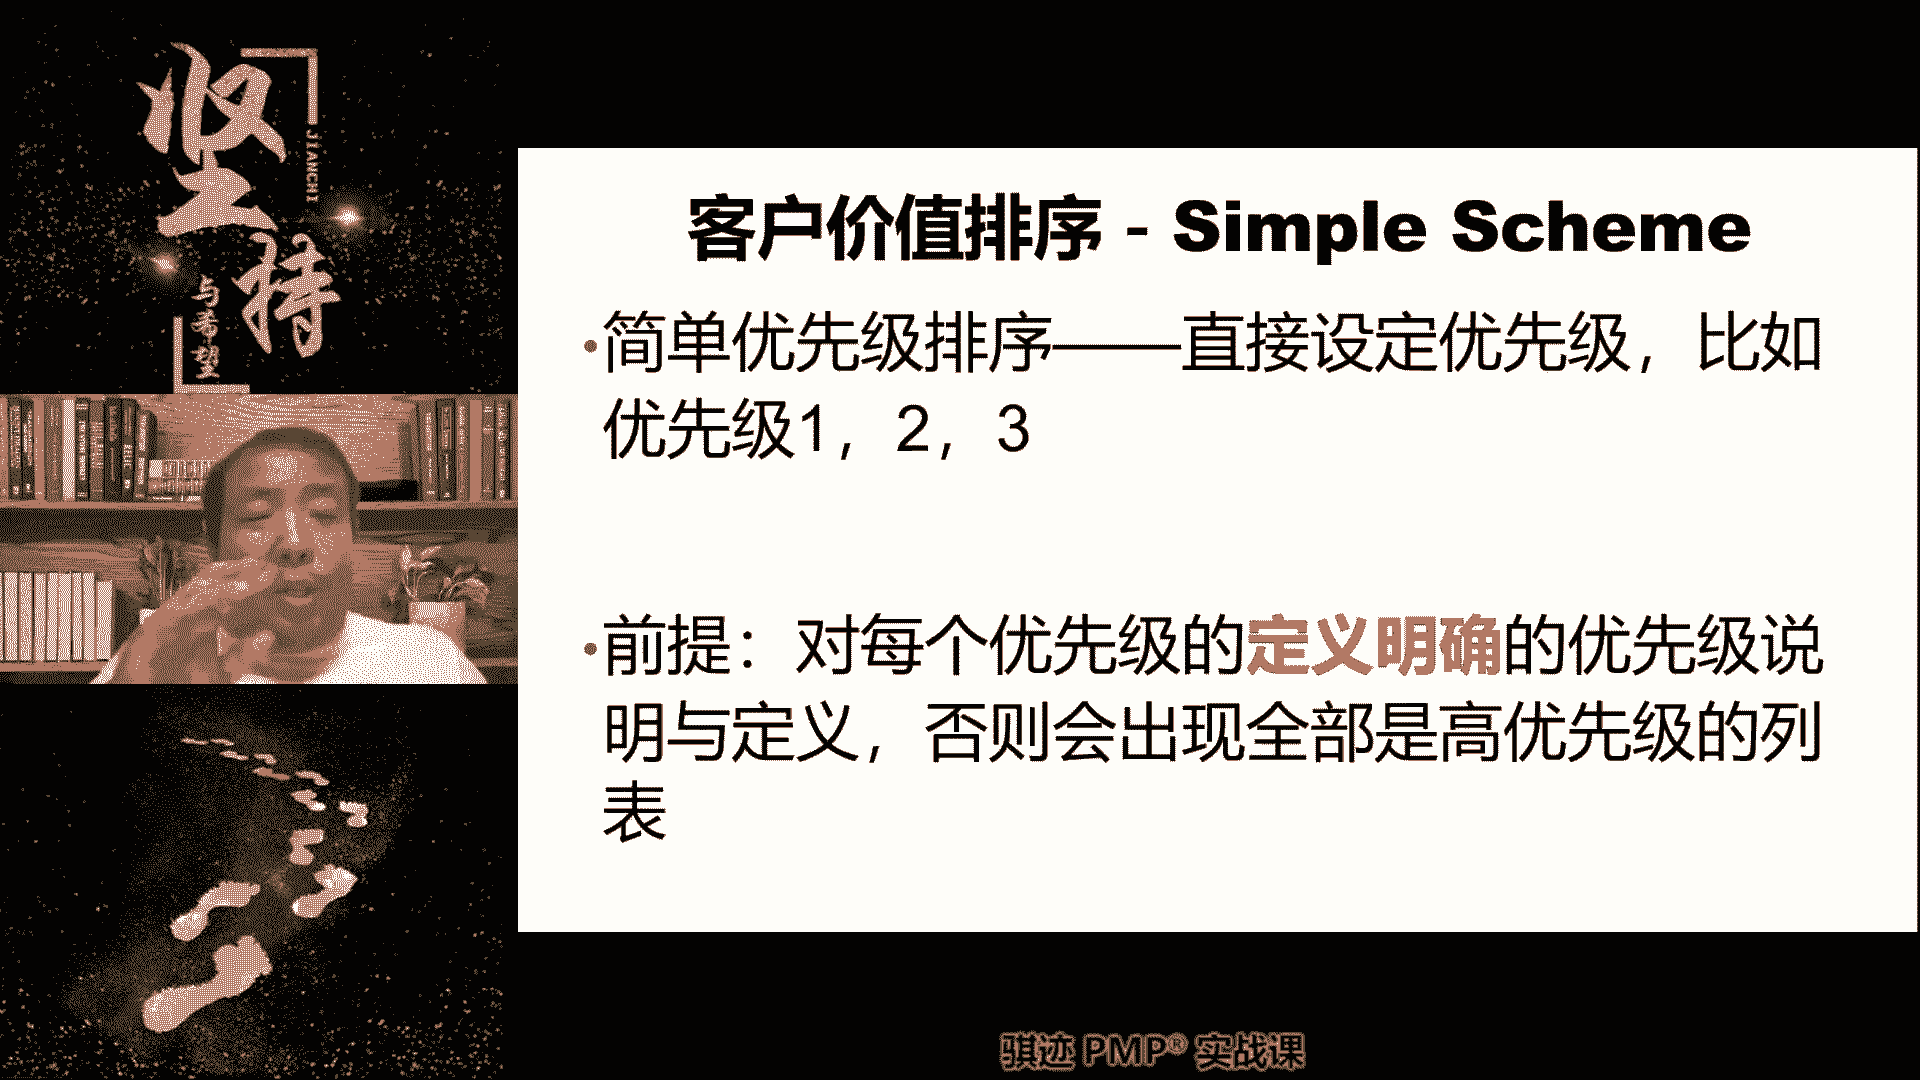 坚持
JIANCHI
与希望
客户价值排序 - Simple Scheme
•简单优先级排序——直接设定优先级，比如
优先级1，2，3
•前提：对每个优先级的定义明确的优先级说
明与定义，否则会出现全部是高优先级的列
表
骐迹 PMP® 实战课